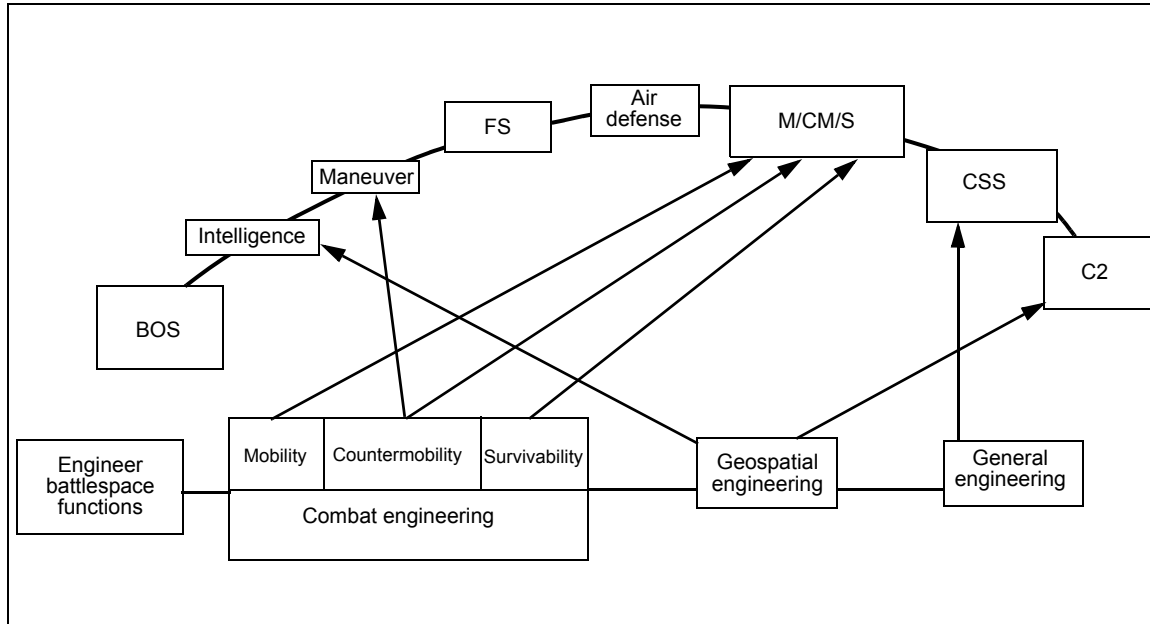 Air
defense
FS
M/CM/S
Maneuver
CSS
Intelligence
C2
BOS
Mobility
Countermobility
Survivability
Engineer
battlespace
functions
Combat engineering
Geospatial
engineering
General
engineering